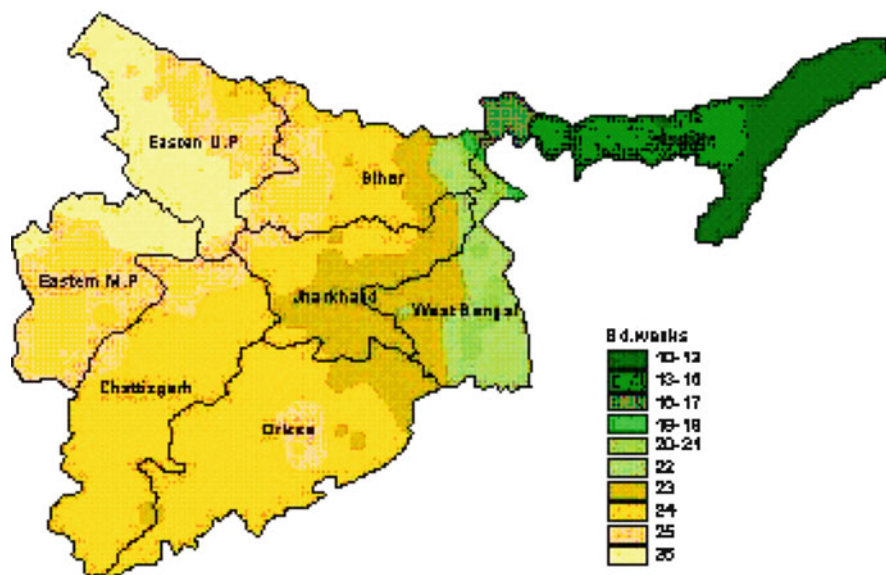 Eastern U.P
Bihar
Eastern M.P
Jharkhand
West Bengal
Chattisgarh
Orissa
Sd.weeks
10-12
13-16
16-17
18-19
20-21
22
23
24
25
26